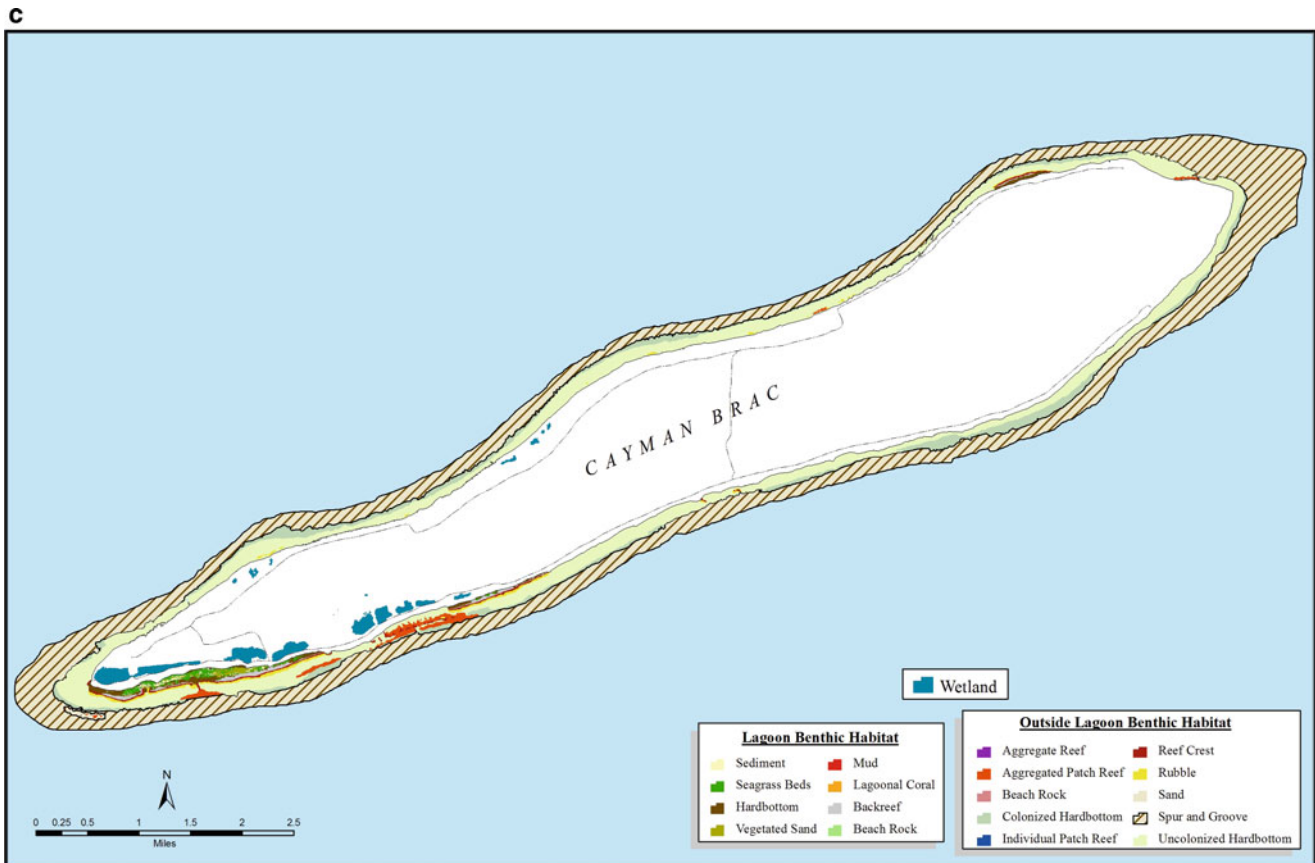 c
CAYMAN BRAC
Wetland
Lagoon Benthic Habitat
Sediment
Seagrass Beds
Hardbottom
Vegetated Sand
Mud
Lagoonal Coral
Backreef
Beach Rock
Outside Lagoon Benthic Habitat
Aggregate Reef
Aggregated Patch Reef
Beach Rock
Colonized Hardbottom
Individual Patch Reef
Reef Crest
Rubble
Sand
Spur and Groove
Uncolonized Hardbottom
N
0 0.25 0.5 1 1.5 2 2.5
Miles